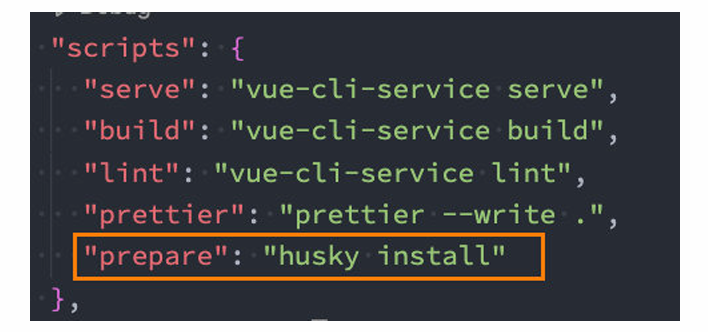 Debug
"scripts": {
"serve": "vue-cli-service serve",
"build": "vue-cli-service build",
"lint": "vue-cli-service lint",
"prettier": "prettier --write .",
"prepare": "husky install"
},